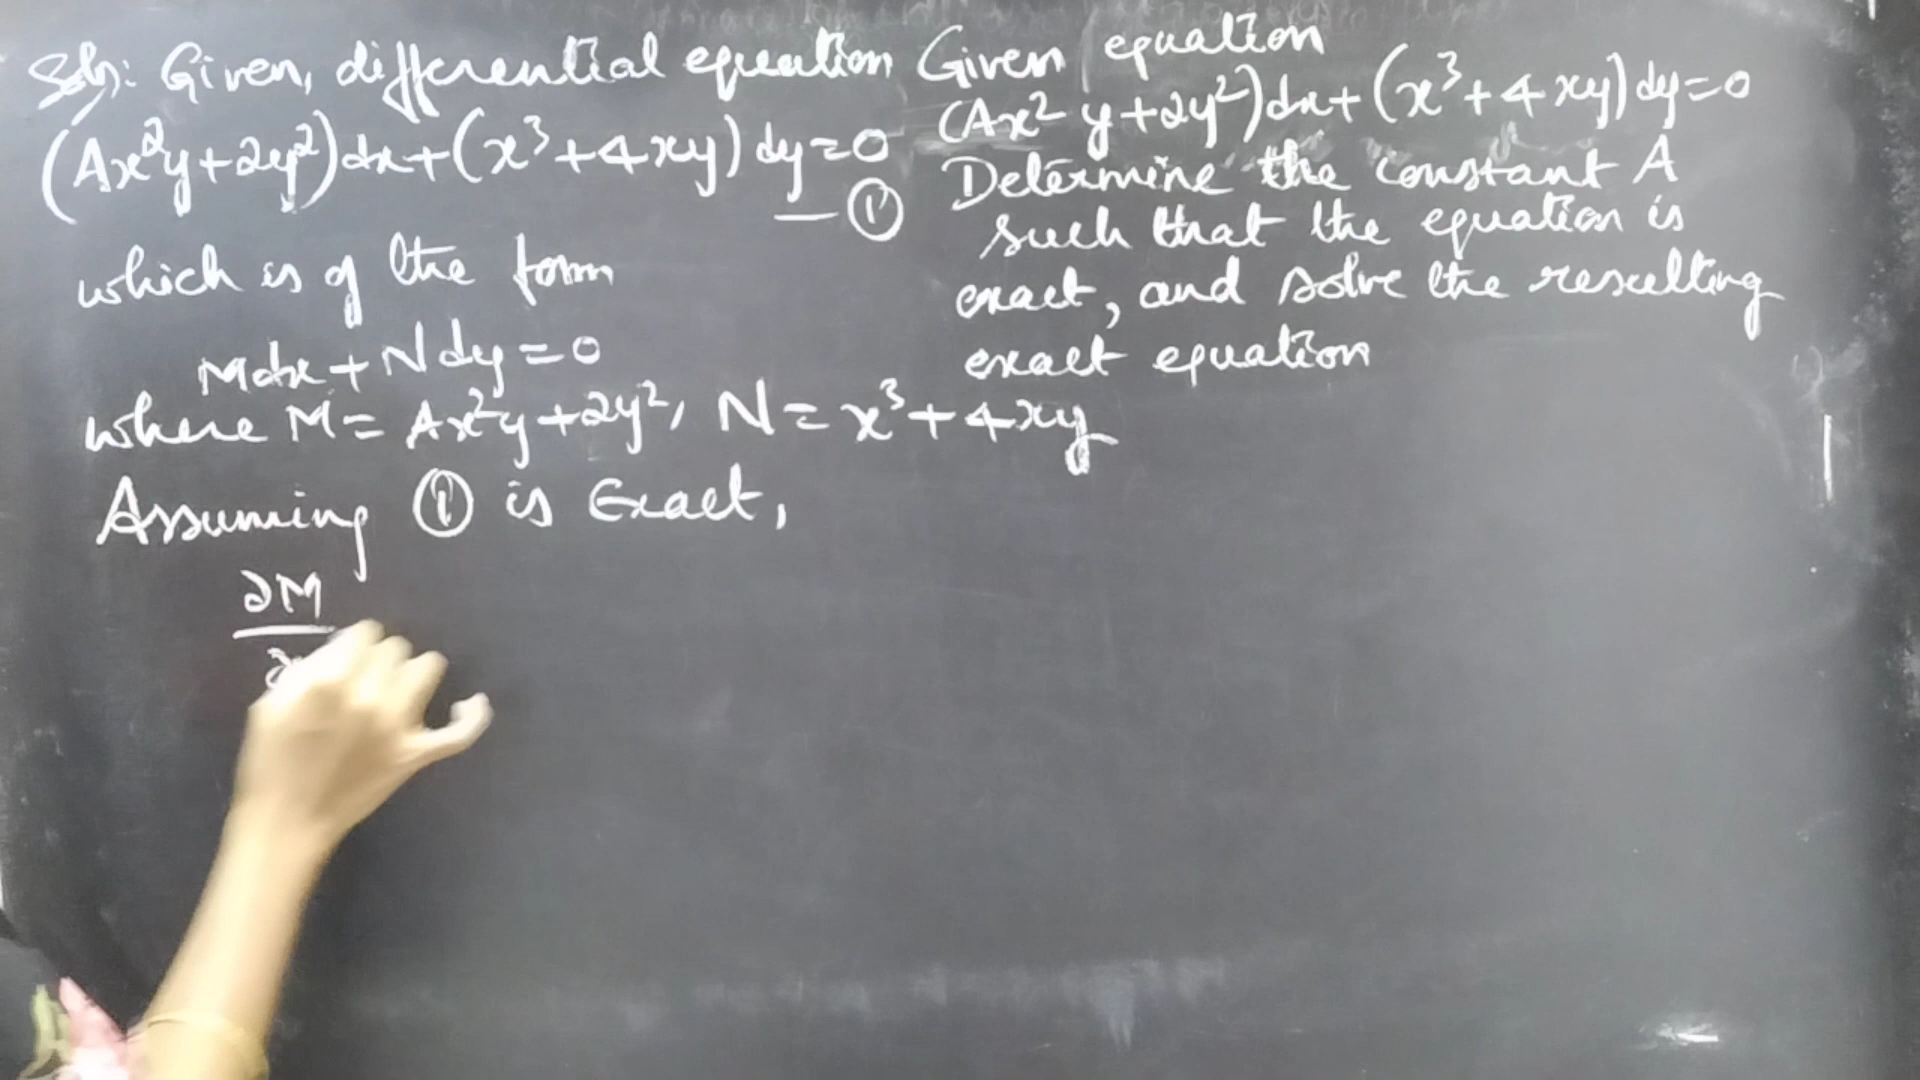 Soln: Given, differential equation
(Ax²y+2y²)dx+(x³+4xy)dy=0
— ①
which is of the form
Mdx+Ndy=0
where M= Ax²y+2y², N = x³+4xy
Assuming ① is Exact,
∂M
∂
Given equation
(Ax² y+2y²)dx+(x³+4xy)dy=0
Determine the constant A
such that the equation is
exact, and solve the resulting
exact equation